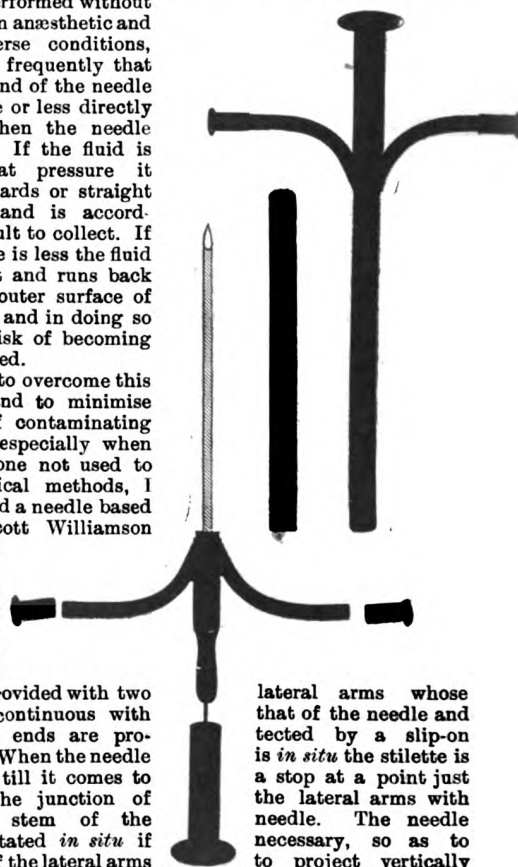 rformed without
n anæsthetic and
erse conditions,
frequently that
nd of the needle
e or less directly
hen the needle
If the fluid is
at pressure it
ards or straight
and is accord-
ult to collect. If
e is less the fluid
t and runs back
outer surface of
and in doing so
isk of becoming
ed.
to overcome this
nd to minimise
f contaminating
especially when
one not used to
ical methods, I
d a needle based
cott Williamson
ovided with two
continuous with
ends are pro-
When the needle
till it comes to
he junction of
stem of the
tated in situ if
f the lateral arms
lateral arms whose
that of the needle and
tected by a slip-on
is in situ the stilette is
a stop at a point just
the lateral arms with
needle. The needle
necessary, so as to
to project vertically